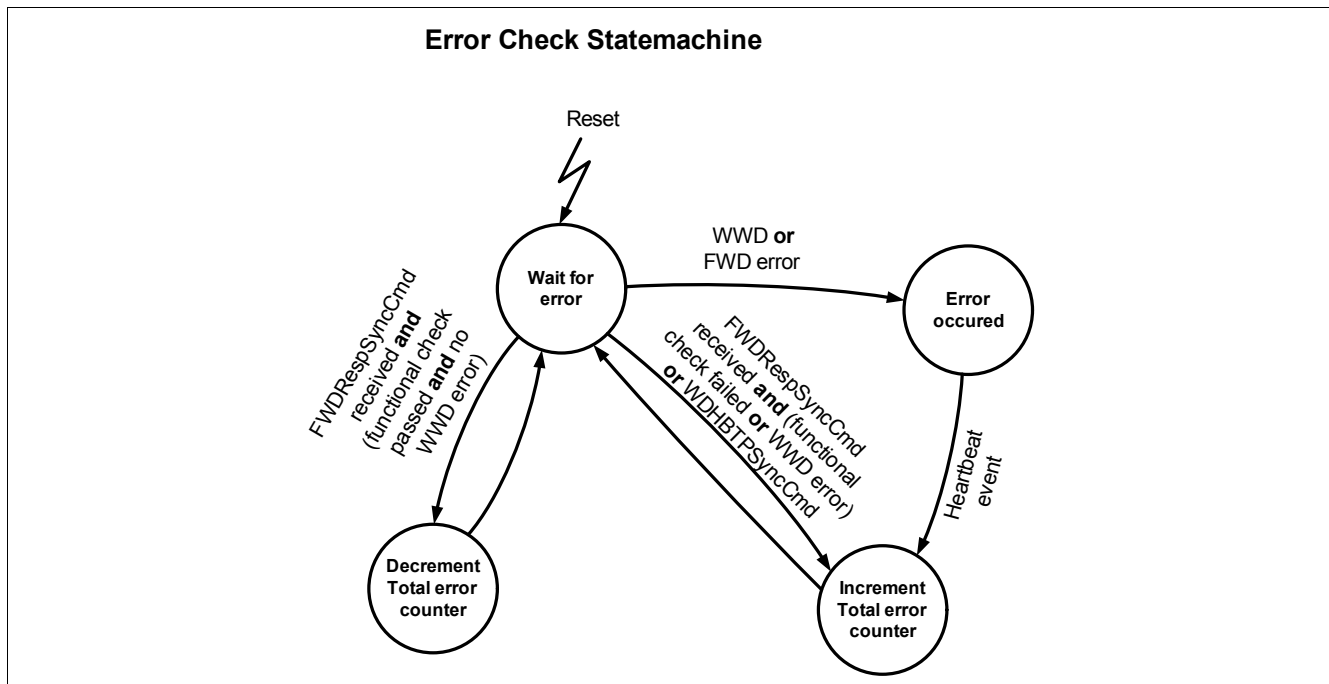 Error Check Statemachine
Reset
WWD or
FWD error
Wait for
error
Error
occured
FWDRespSyncCmd
received and
(functional check
passed and no
WWD error)
FWDRespSyncCmd
received and (functional
check failed or WWD error)
or WDHBTPSyncCmd
Heartbeat
event
Decrement
Total error
counter
Increment
Total error
counter